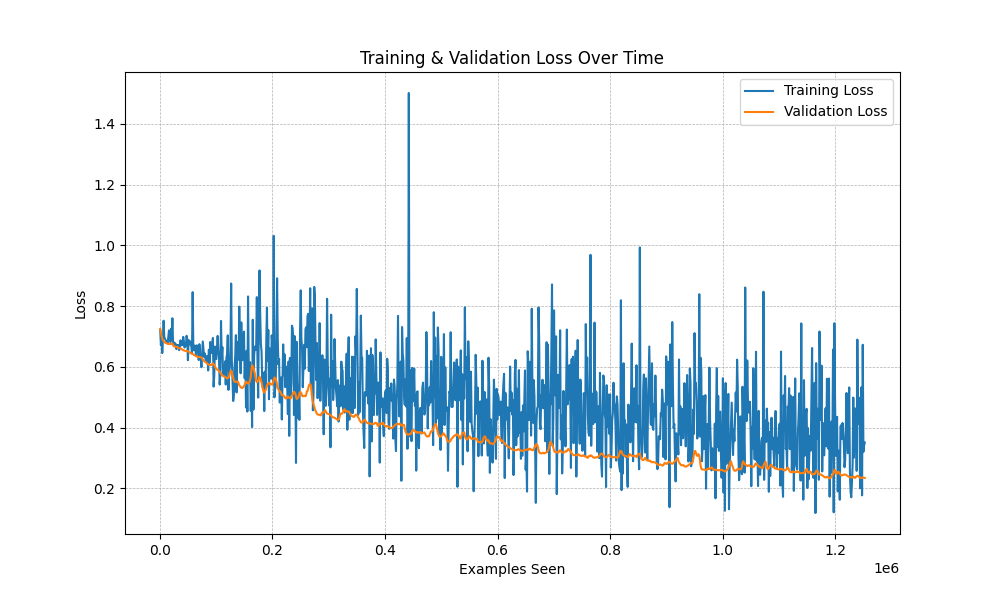 Training & Validation Loss Over Time
Training Loss
Validation Loss
Loss
1.4
1.2
1.0
0.8
0.6
0.4
0.2
0.0 0.2 0.4 0.6 0.8 1.0 1.2
1e6
Examples Seen